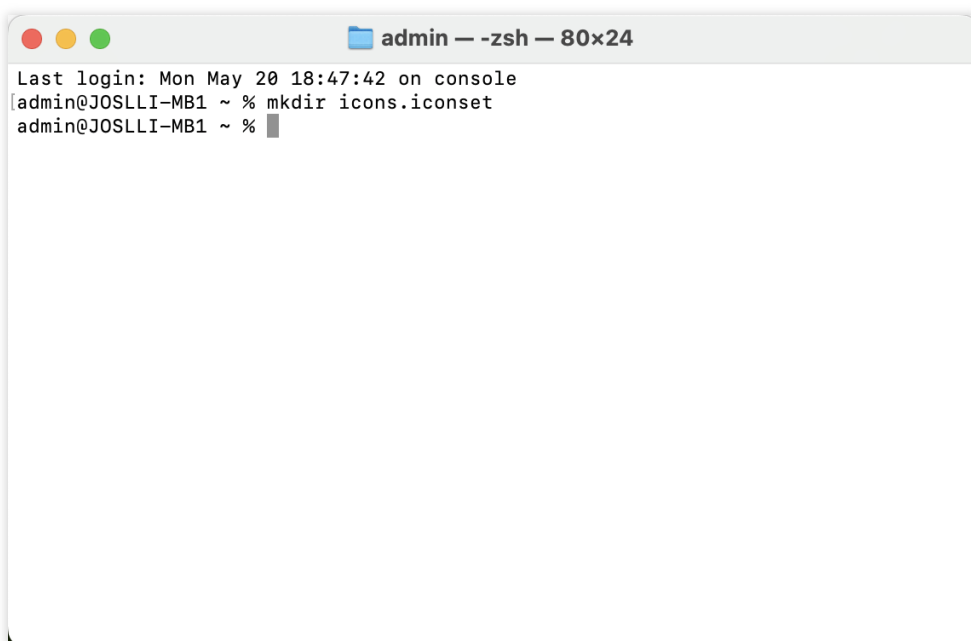 admin — -zsh — 80×24
Last login: Mon May 20 18:47:42 on console
[admin@JOSLLI-MB1 ~ % mkdir icons.iconset
admin@JOSLLI-MB1 ~ %